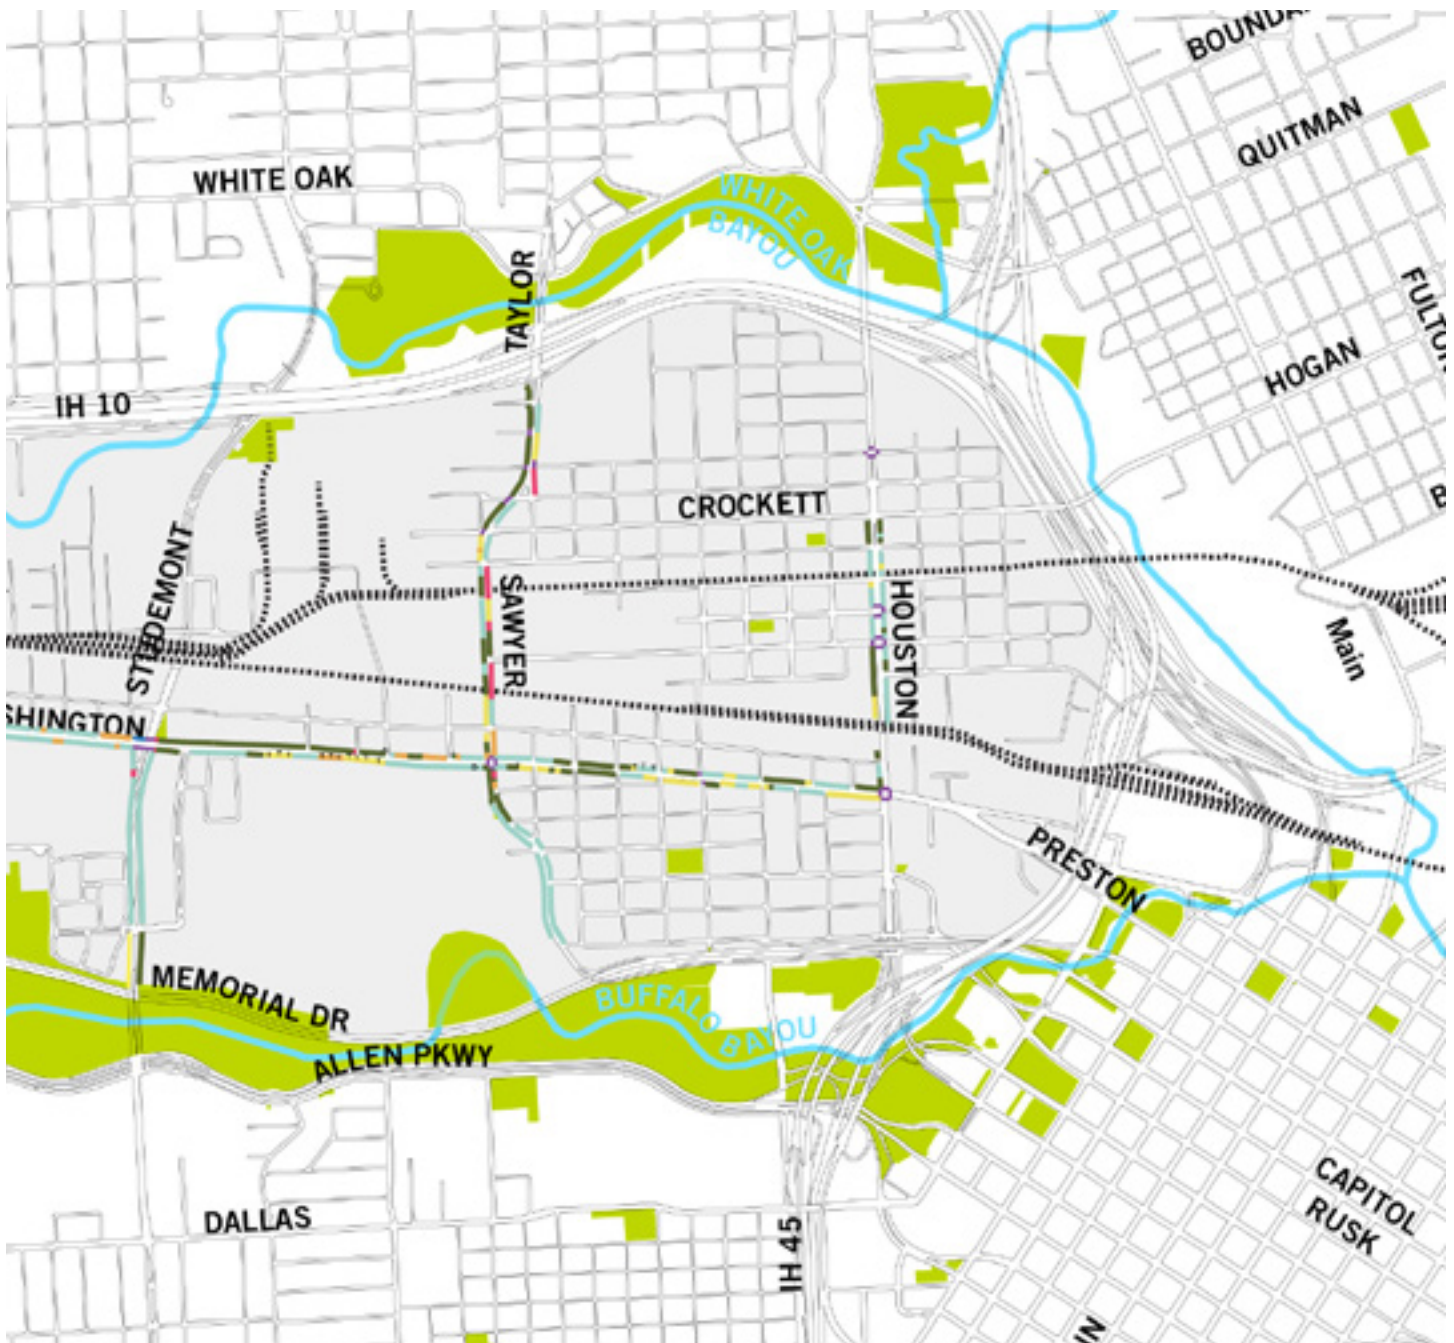 BOUNDA
QUITMAN
WHITE OAK
WHITE OAK
BAYOU
TAYLOR
FULTON
HOGAN
IH 10
CROCKETT
B
STUDEMONT
SAWYER
HOUSTON
Main
SHINGTON
PRESTON
MEMORIAL DR
BUFFALO BAYOU
ALLEN PKWY
CAPITOL
RUSK
DALLAS
IH 45
IN